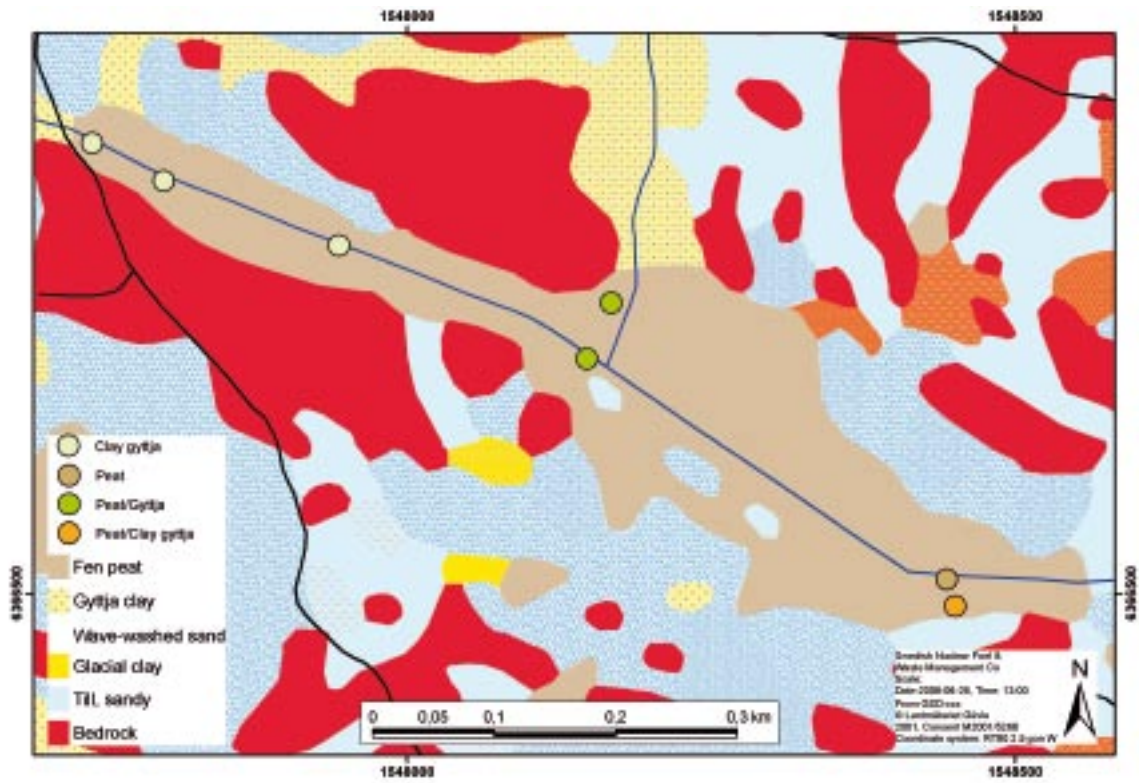 1548000 1548500
Clay gyttja
Peat
Peat/Gyttja
Peat/Clay gyttja
Fen peat
Gyttja clay
Wave-washed sand
Glacial clay
Till, sandy
Bedrock
6366500
6366500
0 0,05 0,1 0,2 0,3 km
Swedish Nuclear Fuel &
Waste Management Co
Scale:
N
1548000 1548500